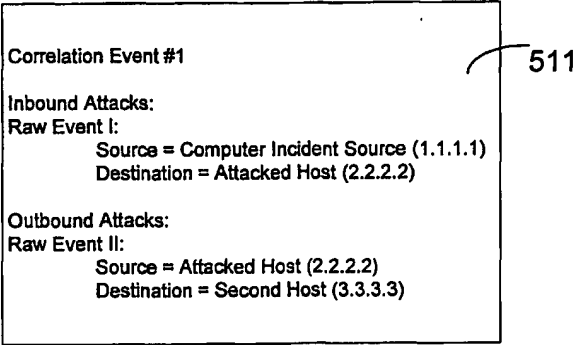 Correlation Event #1
511
Inbound Attacks:
Raw Event I:
Source = Computer Incident Source (1.1.1.1)
Destination = Attacked Host (2.2.2.2)
Outbound Attacks:
Raw Event II:
Source = Attacked Host (2.2.2.2)
Destination = Second Host (3.3.3.3)